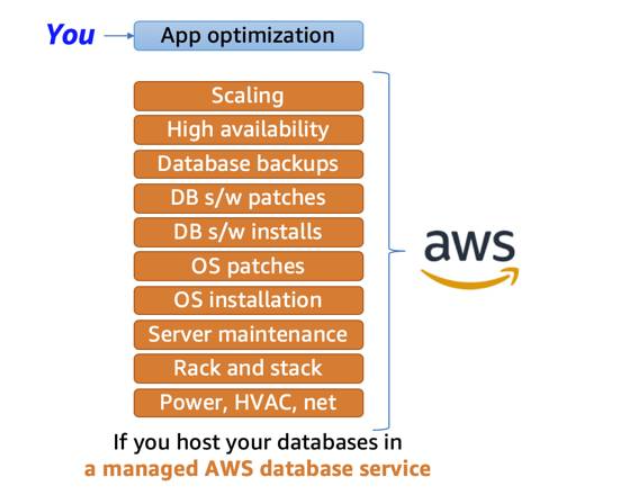 You
App optimization
Scaling
High availability
Database backups
DB s/w patches
DB s/w installs
OS patches
OS installation
Server maintenance
Rack and stack
Power, HVAC, net
aws
If you host your databases in
a managed AWS database service